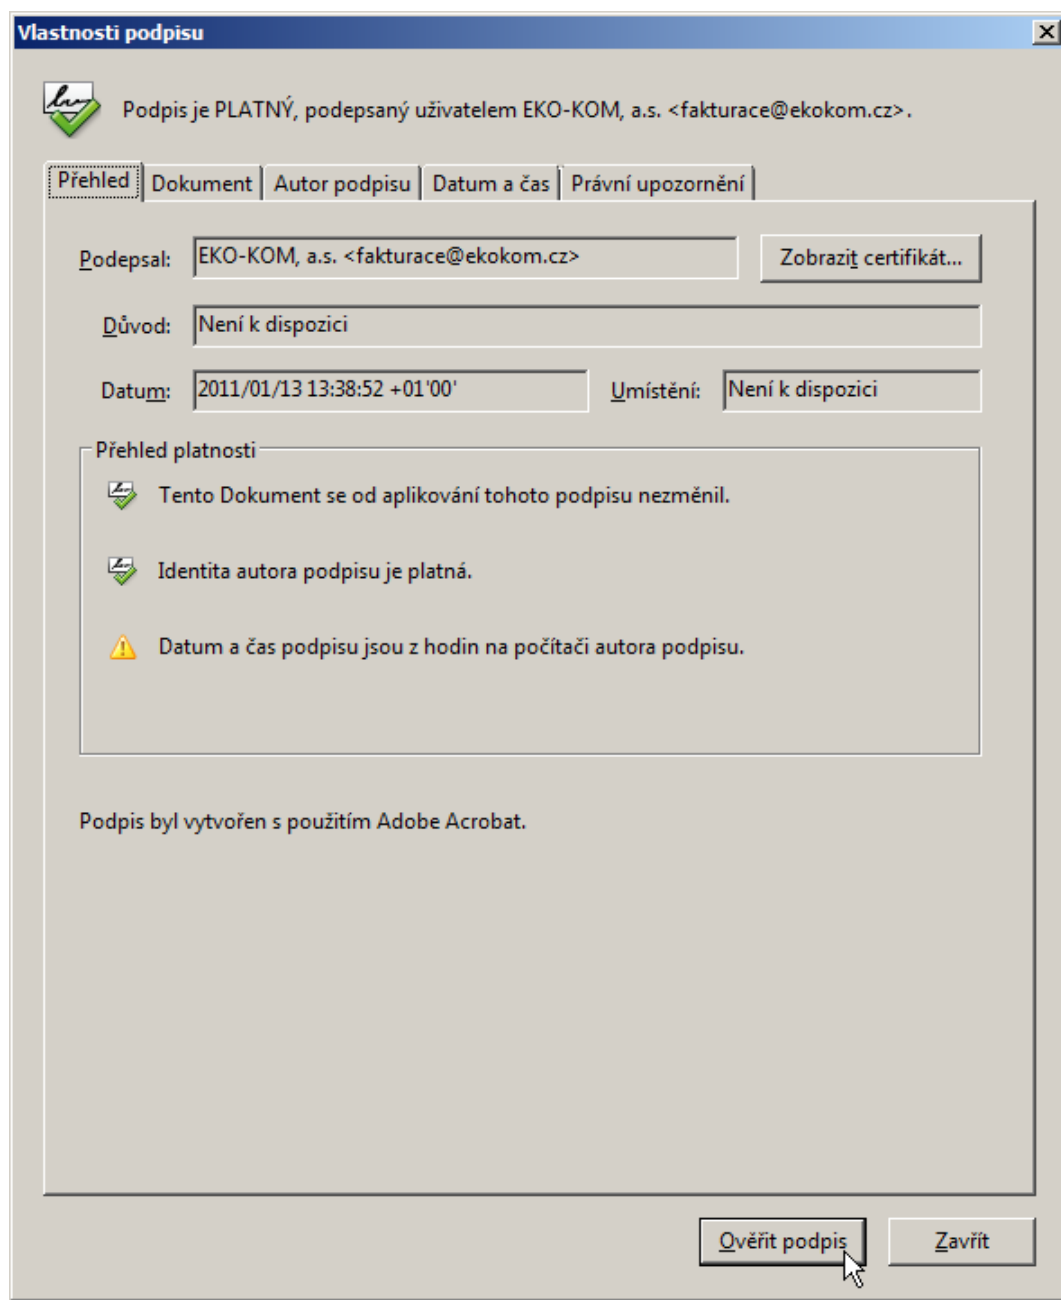 Vlastnosti podpisu
Podpis je PLATNÝ, podepsaný uživatelem EKO-KOM, a.s. <fakturace@ekokom.cz>.
Přehled Dokument Autor podpisu Datum a čas Právní upozornění
Podepsal: EKO-KOM, a.s. <fakturace@ekokom.cz> Zobrazit certifikát...
Důvod: Není k dispozici
Datum: 2011/01/13 13:38:52 +01'00' Umístění: Není k dispozici
Přehled platnosti
Tento Dokument se od aplikování tohoto podpisu nezměnil.
Identita autora podpisu je platná.
Datum a čas podpisu jsou z hodin na počítači autora podpisu.
Podpis byl vytvořen s použitím Adobe Acrobat.
Ověřit podpis Zavřít